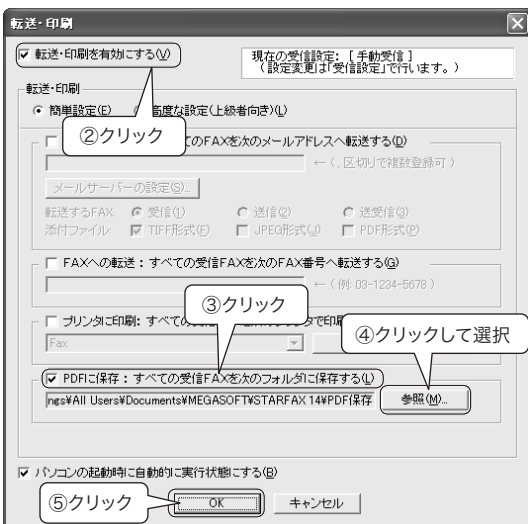 転送・印刷
転送・印刷を有効にする(V)
現在の受信設定: [ 手動受信 ]
（設定変更は「受信設定」で行います。）
②クリック
転送・印刷
簡単設定(E)
高度な設定(上級者向き)(L)
てのFAXを次のメールアドレスへ転送する(D)
←（, 区切りで複数登録可）
メールサーバーの設定(S)...
転送するFAX: 受信(1) 送信(2) 送受信(3)
添付ファイル: TIFF形式(F) JPEG形式(J) PDF形式(P)
FAXへの転送：すべての受信FAXを次のFAX番号へ転送する(G)
←（例: 03-1234-5678）
③クリック
プリンタに印刷: すべての
タで印刷
④クリックして選択
Fax
PDFに保存：すべての受信FAXを次のフォルダに保存する(L)
ngs¥All Users¥Documents¥MEGASOFT¥STARFAX 14¥PDF保存
参照(M)...
パソコンの起動時に自動的に実行状態にする(B)
⑤クリック
OK
キャンセル